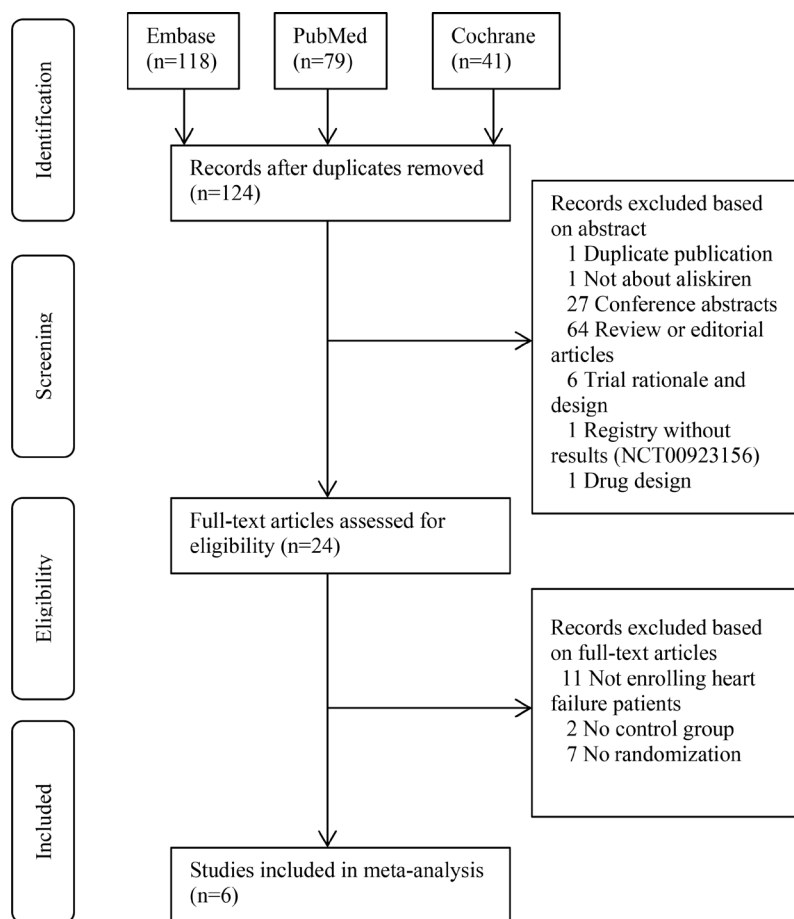 Embase
(n=118)
PubMed
(n=79)
Cochrane
(n=41)
Identification
Records after duplicates removed
(n=124)
Records excluded based
on abstract
1 Duplicate publication
1 Not about aliskiren
27 Conference abstracts
64 Review or editorial
articles
6 Trial rationale and
design
1 Registry without
results (NCT00923156)
1 Drug design
Screening
Full-text articles assessed for
eligibility (n=24)
Eligibility
Records excluded based
on full-text articles
11 Not enrolling heart
failure patients
2 No control group
7 No randomization
Included
Studies included in meta-analysis
(n=6)